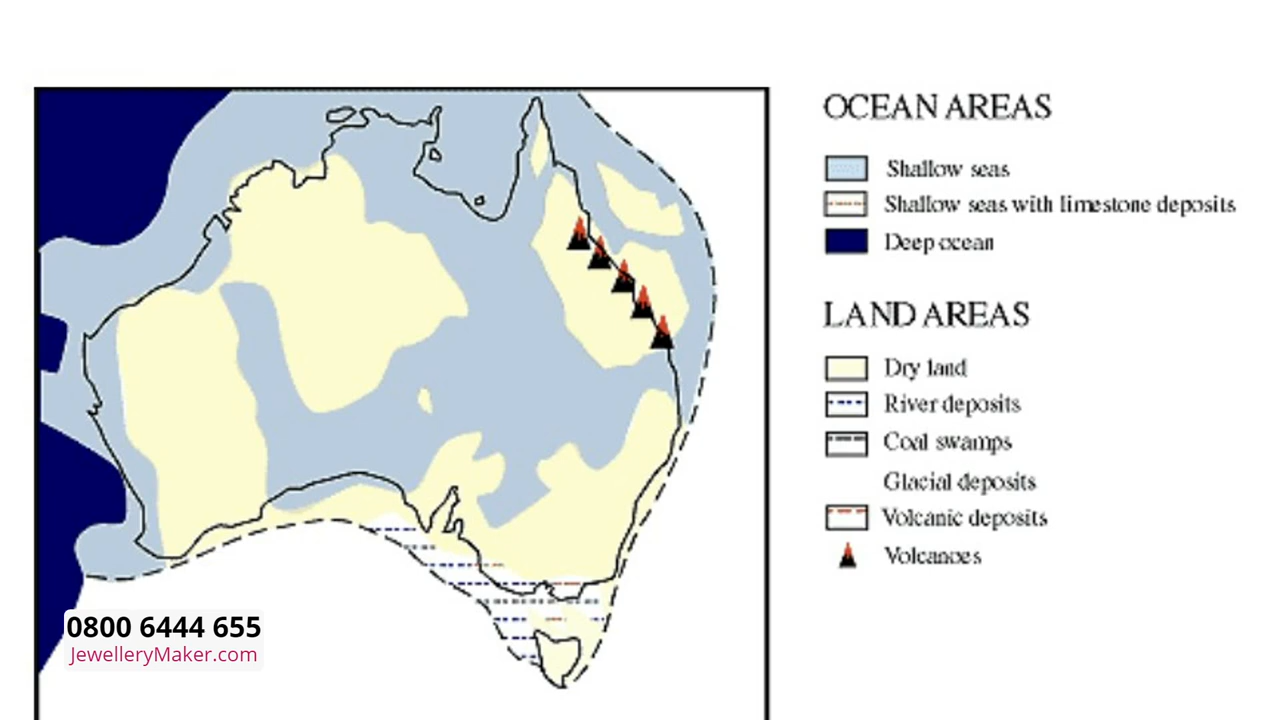 OCEAN AREAS
Shallow seas
Shallow seas with limestone deposits
Deep ocean
LAND AREAS
Dry land
River deposits
Coal swamps
Glacial deposits
Volcanic deposits
Volcanoes
0800 6444 655
JewelleryMaker.com